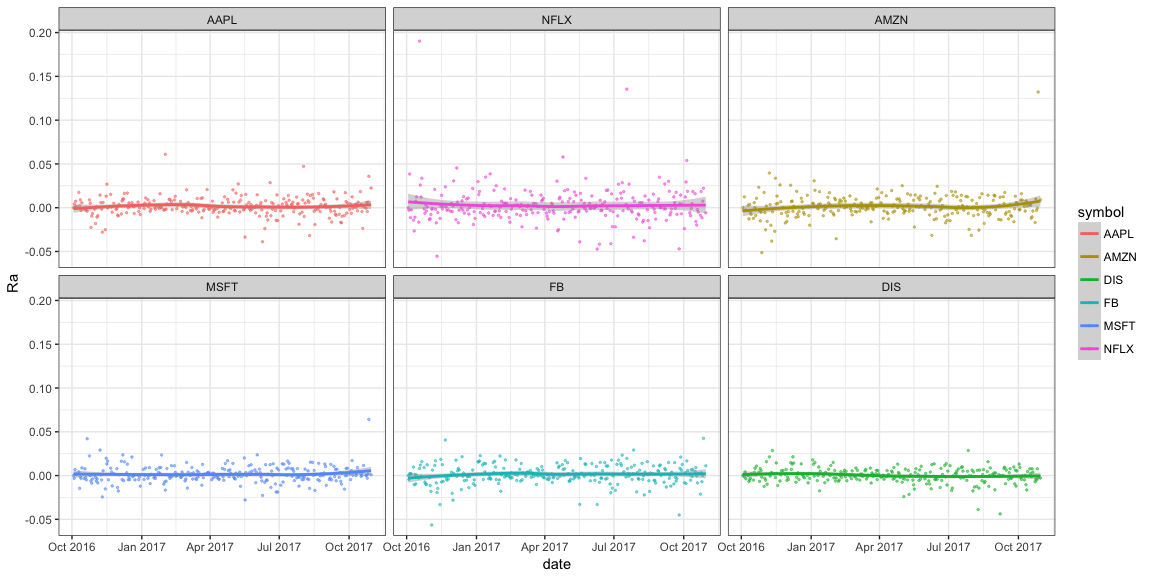 AAPL NFLX AMZN
0.20
0.15
0.10
0.05
0.00
-0.05
MSFT FB DIS
0.20
0.15
0.10
0.05
0.00
-0.05
Oct 2016 Jan 2017 Apr 2017 Jul 2017 Oct 2017 Oct 2016 Jan 2017 Apr 2017 Jul 2017 Oct 2017 Oct 2016 Jan 2017 Apr 2017 Jul 2017 Oct 2017
date
Ra
symbol
AAPL
AMZN
DIS
FB
MSFT
NFLX